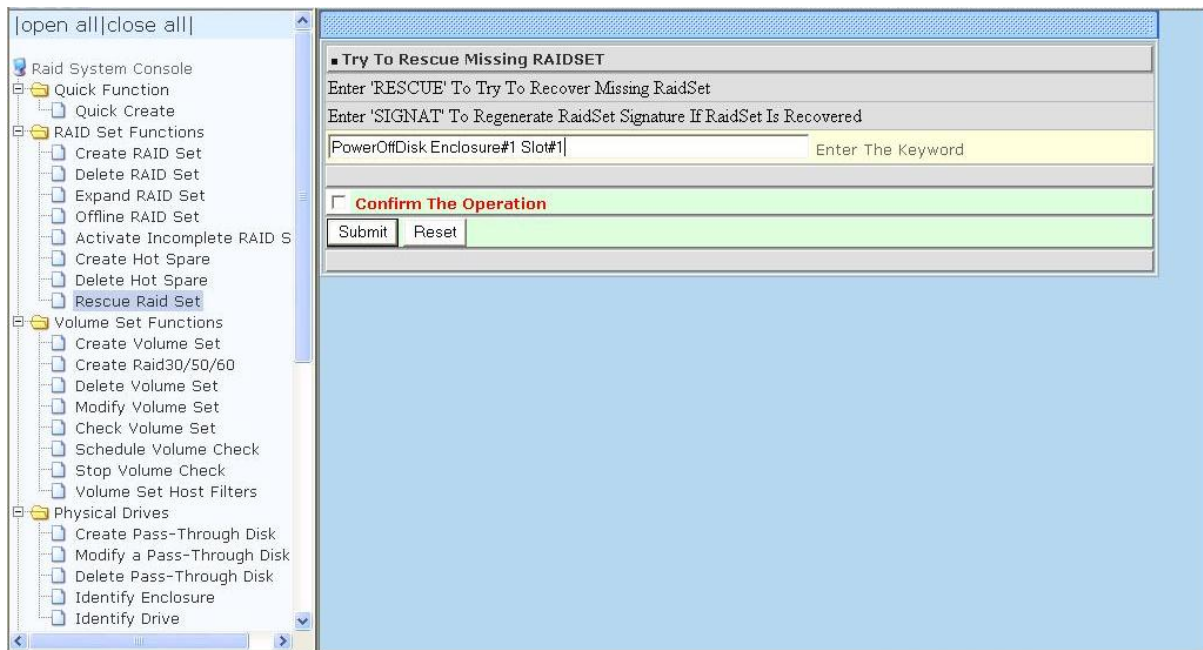 |open all|close all|
Raid System Console
Quick Function
Quick Create
RAID Set Functions
Create RAID Set
Delete RAID Set
Expand RAID Set
Offline RAID Set
Activate Incomplete RAID S
Create Hot Spare
Delete Hot Spare
Rescue Raid Set
Volume Set Functions
Create Volume Set
Create Raid30/50/60
Delete Volume Set
Modify Volume Set
Check Volume Set
Schedule Volume Check
Stop Volume Check
Volume Set Host Filters
Physical Drives
Create Pass-Through Disk
Modify a Pass-Through Disk
Delete Pass-Through Disk
Identify Enclosure
Identify Drive
Try To Rescue Missing RAIDSET
Enter 'RESCUE' To Try To Recover Missing RaidSet
Enter 'SIGNAT' To Regenerate RaidSet Signature If RaidSet Is Recovered
PowerOffDisk Enclosure#1 Slot#1 Enter The Keyword
Confirm The Operation
Submit Reset